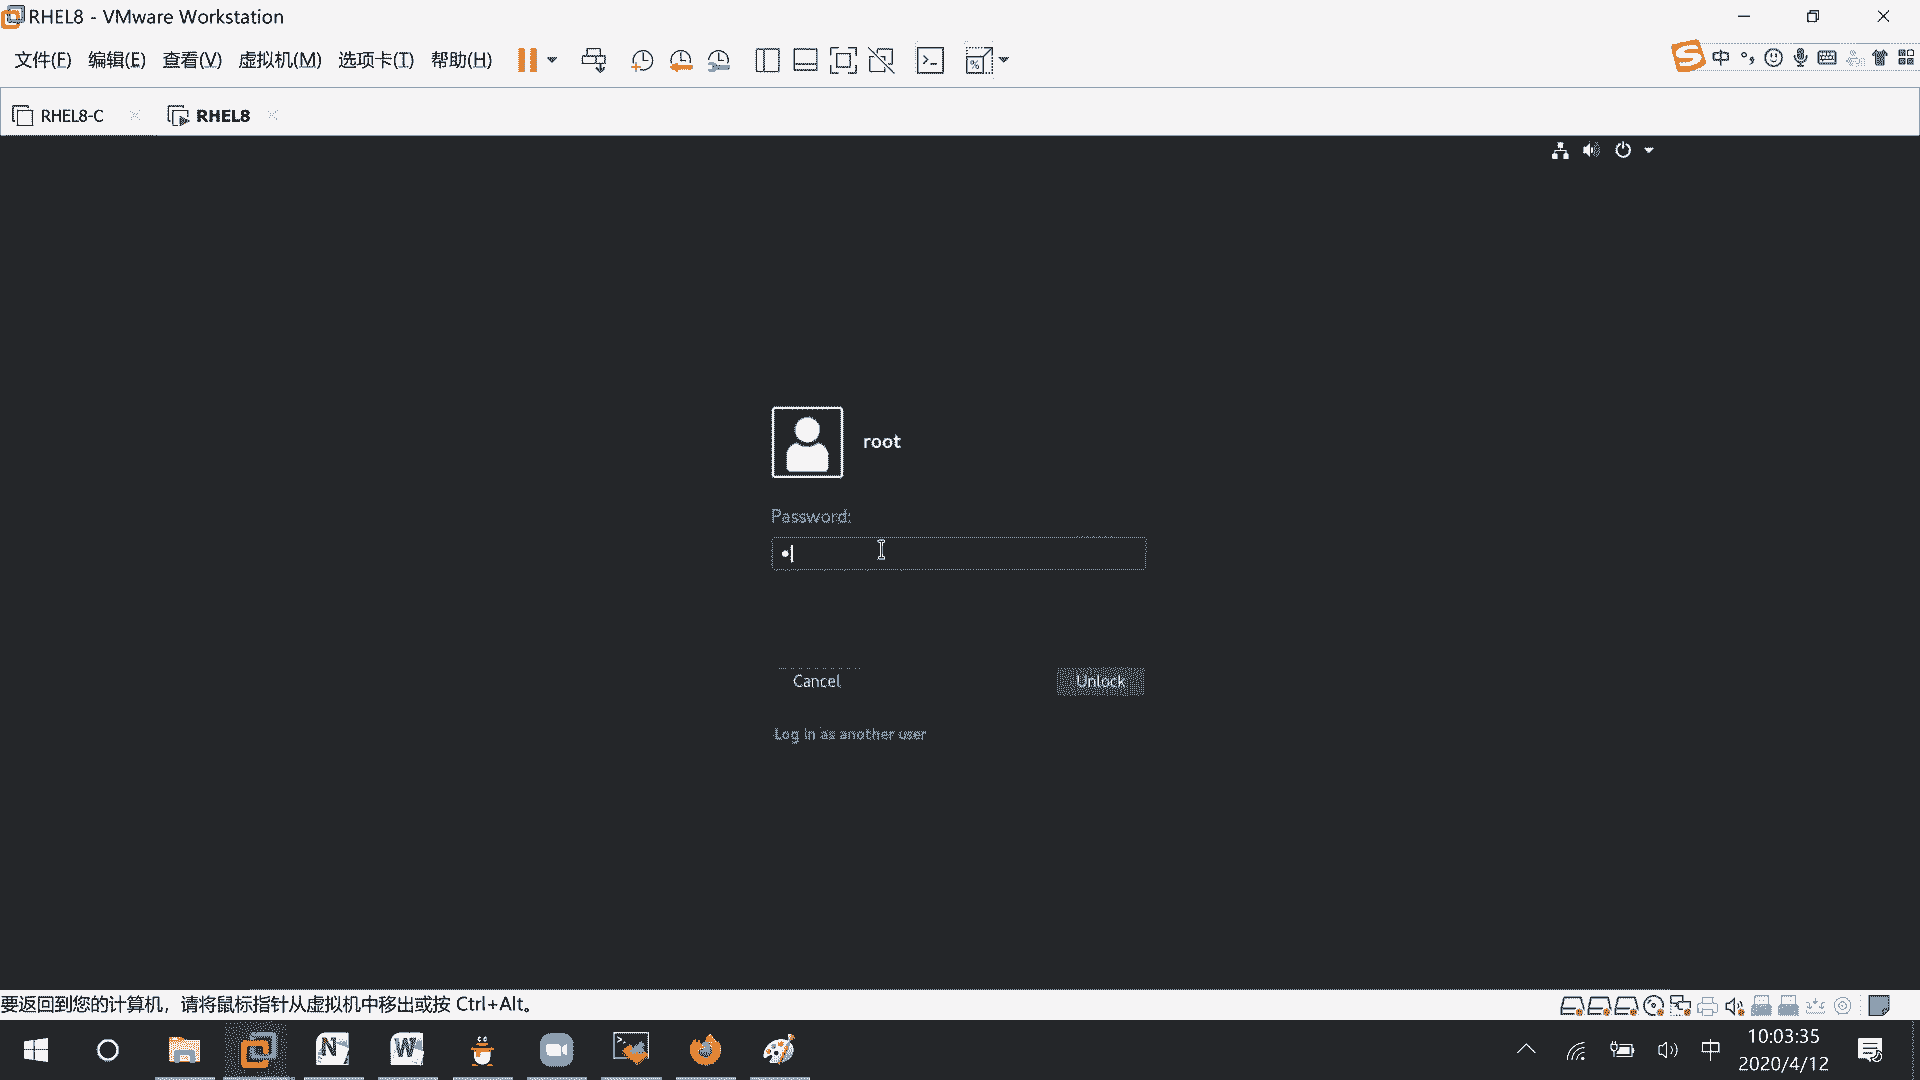 RHEL8 - VMware Workstation
文件(F) 编辑(E) 查看(V) 虚拟机(M) 选项卡(T) 帮助(H)
中
RHEL8-C
RHEL8
root
Password:
Cancel
Unlock
Log in as another user
要返回到您的计算机，请将鼠标指针从虚拟机中移出或按 Ctrl+Alt。
中
10:03:35
2020/4/12